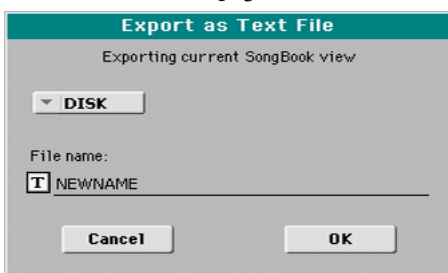 Export as Text File
Exporting current SongBook view
DISK
File name:
T NEWNAME
Cancel OK